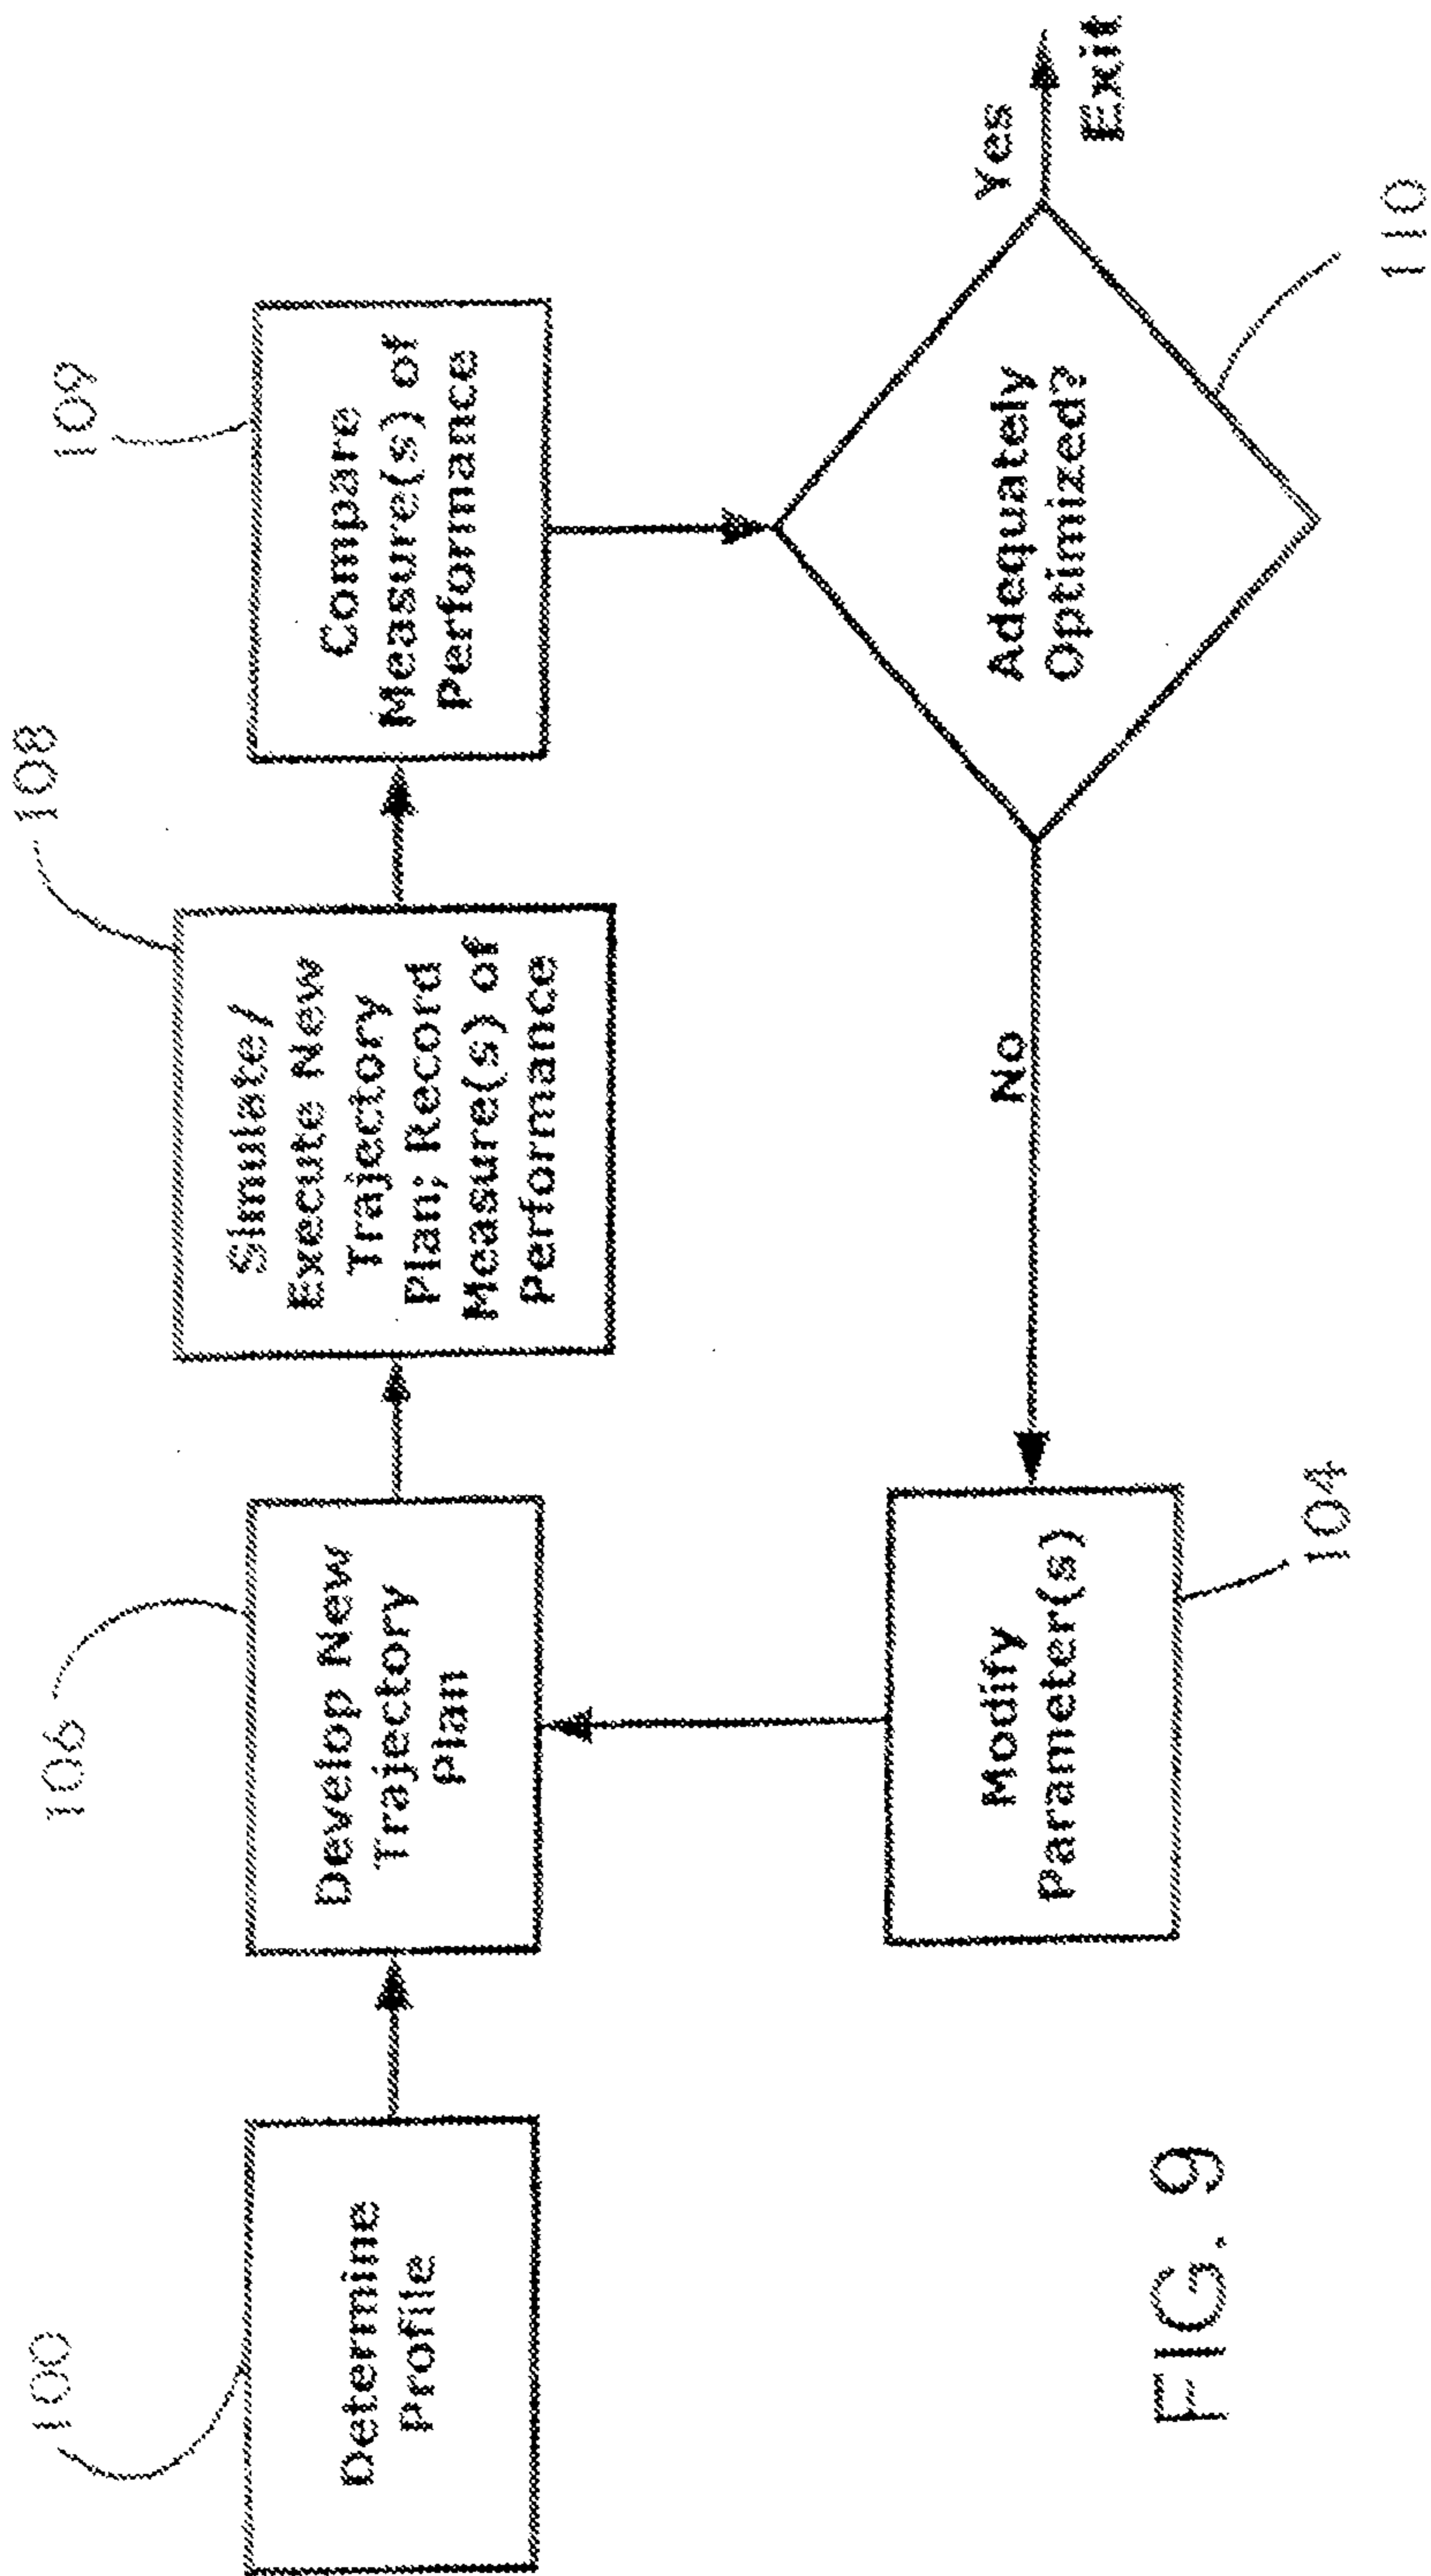 100
Determine
Profile
106
Develop New
Trajectory
Plan
108
Simulate/
Execute New
Trajectory
Plan; Record
Measure(s) of
Performance
109
Compare
Measure(s) of
Performance
Adequately
Optimized?
Yes
Exit
110
No
Modify
Parameter(s)
104
FIG. 9